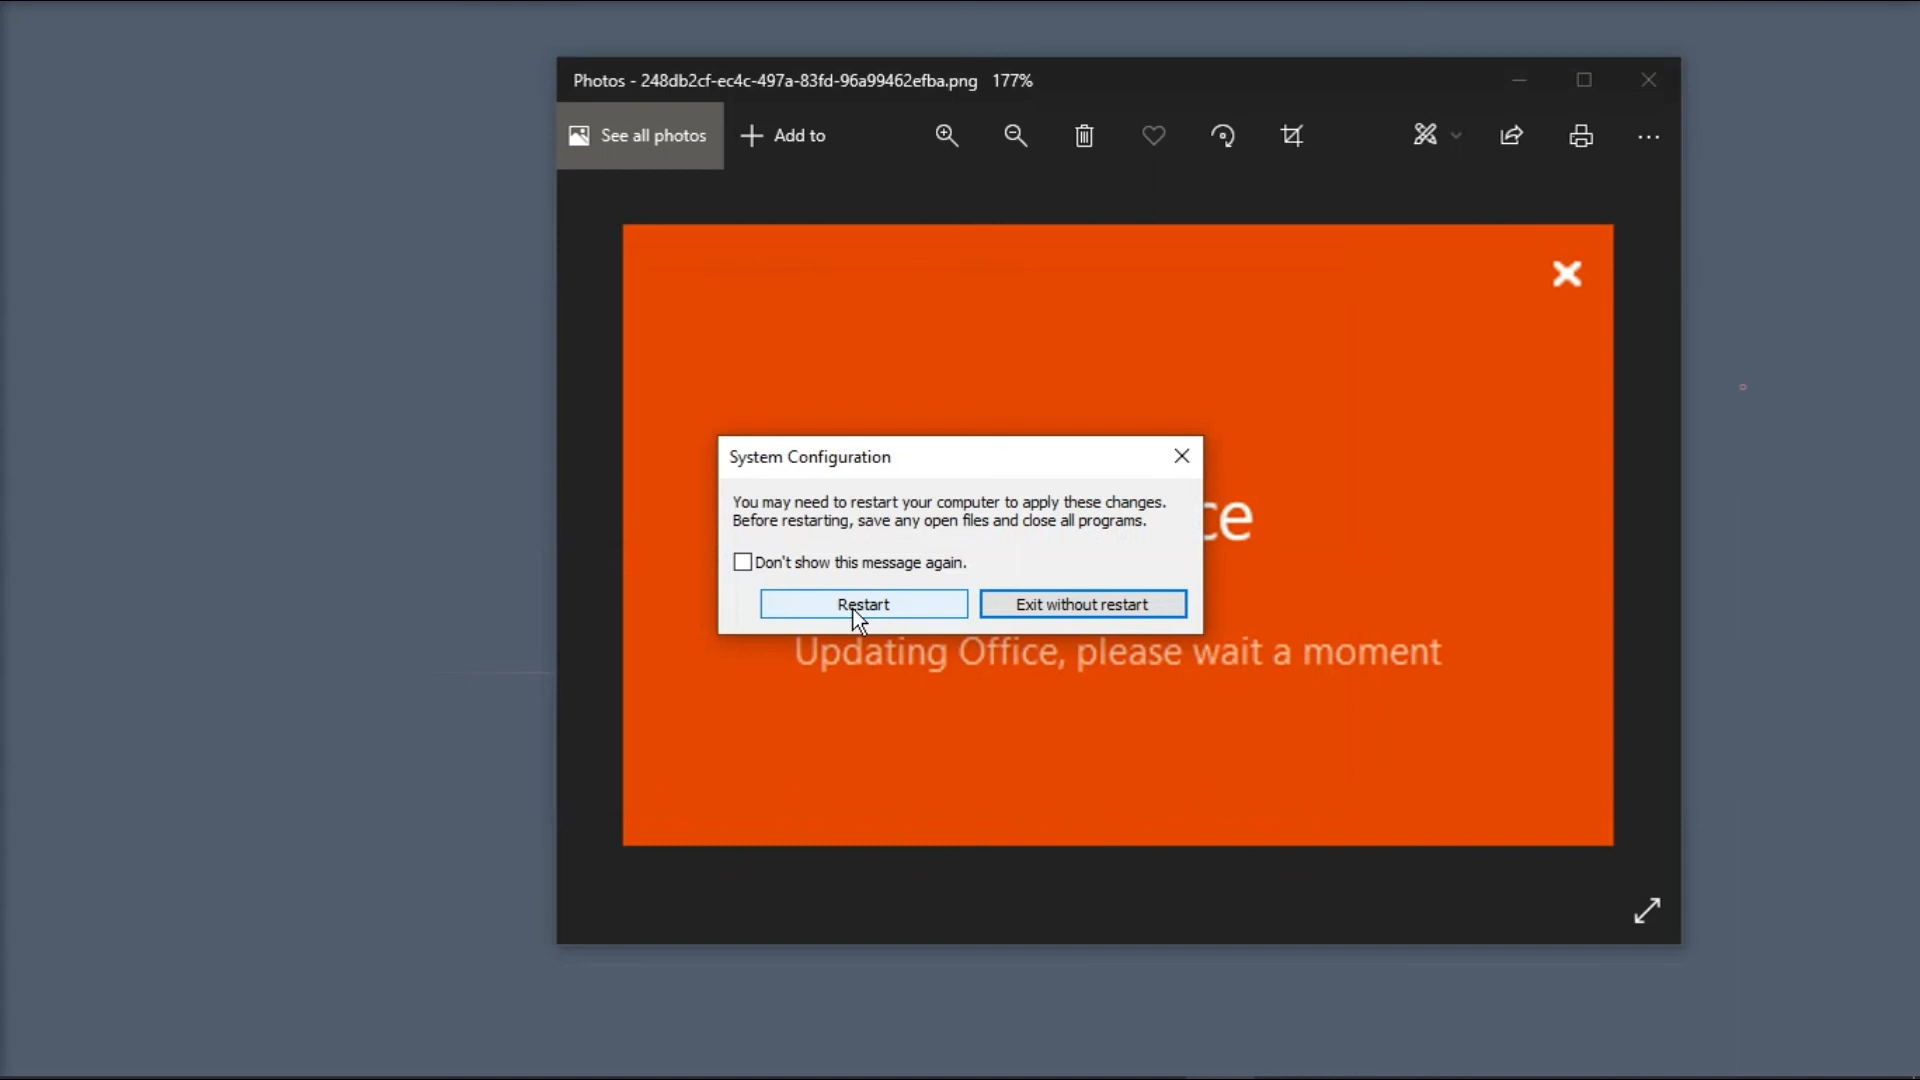 Photos - 248db2cf-ec4c-497a-83fd-96a99462efba.png 177%
See all photos
Add to
System Configuration
You may need to restart your computer to apply these changes.
Before restarting, save any open files and close all programs.
Don't show this message again.
Restart
Exit without restart
ce
Updating Office, please wait a moment